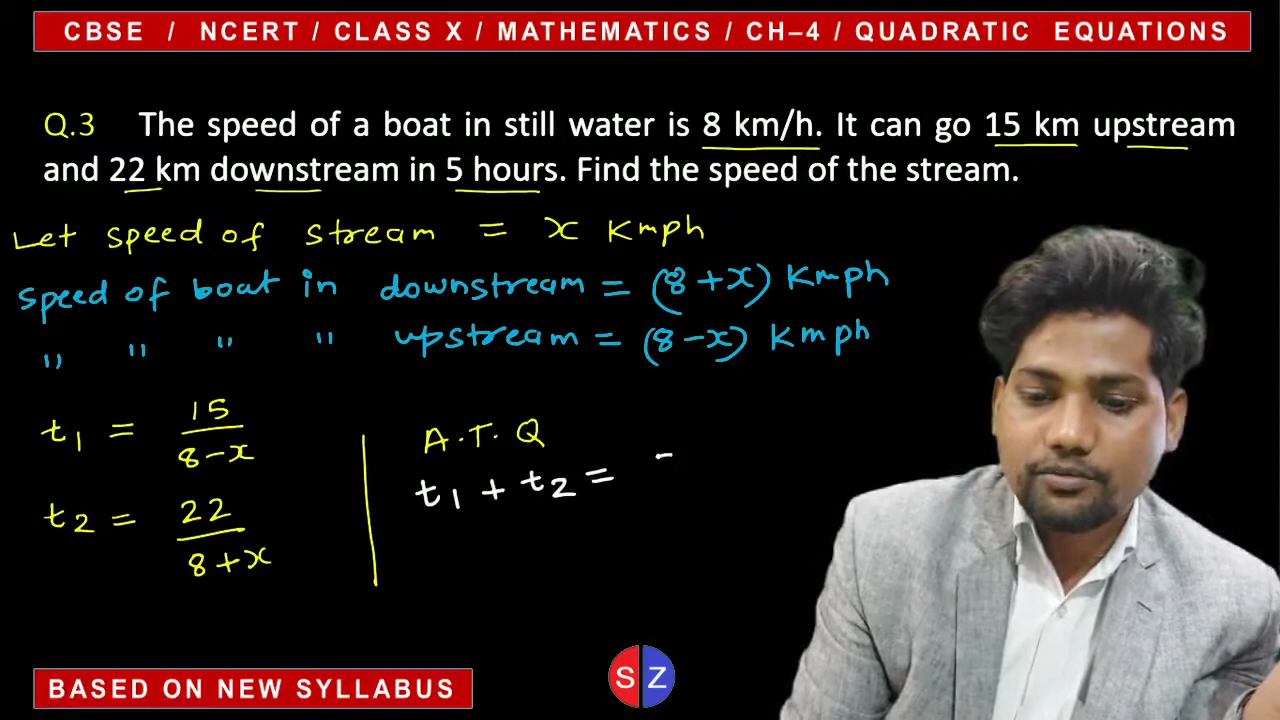 CBSE / NCERT / CLASS X / MATHEMATICS / CH–4 / QUADRATIC EQUATIONS
Q.3 The speed of a boat in still water is 8 km/h. It can go 15 km upstream
and 22 km downstream in 5 hours. Find the speed of the stream.
Let speed of stream = x Kmph
speed of boat in downstream = (8+x) Kmph
" " " " upstream = (8-x) Kmph
t1 = 15/8-x
t2 = 22/8+x
A.T.Q
t1 + t2 =
BASED ON NEW SYLLABUS
SZ